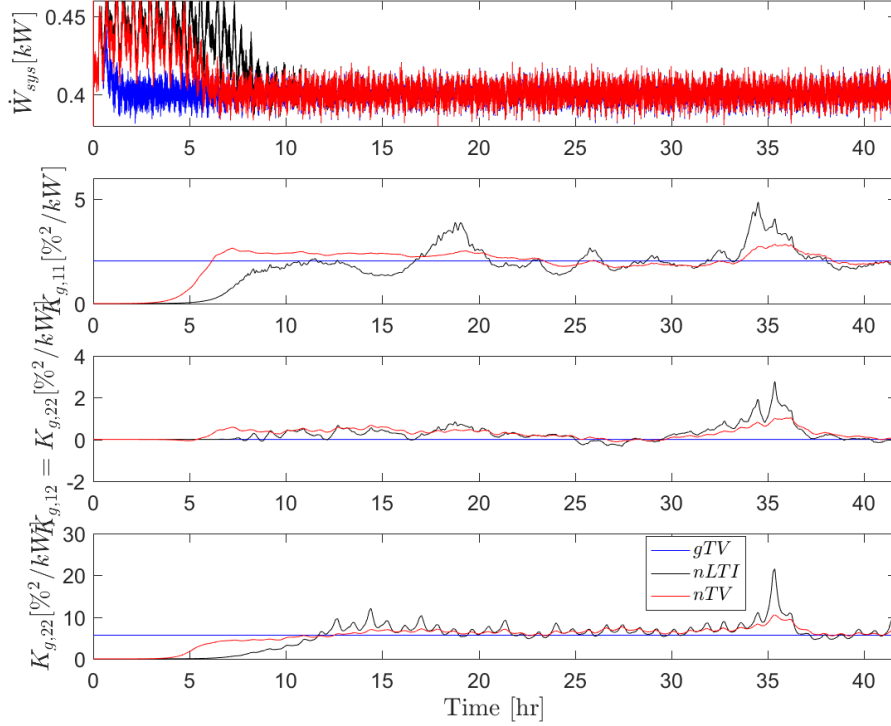 0.45
0.4
Ẇ_sys[kW]
0 5 10 15 20 25 30 35 40
5
0
K_g,11[%²/kW]
0 5 10 15 20 25 30 35 40
4
2
0
-2
K_g,12 = K_g,22[%²/kW]
0 5 10 15 20 25 30 35 40
30
20
10
0
K_g,22[%²/kW]
gTV
nLTI
nTV
0 5 10 15 20 25 30 35 40
Time [hr]